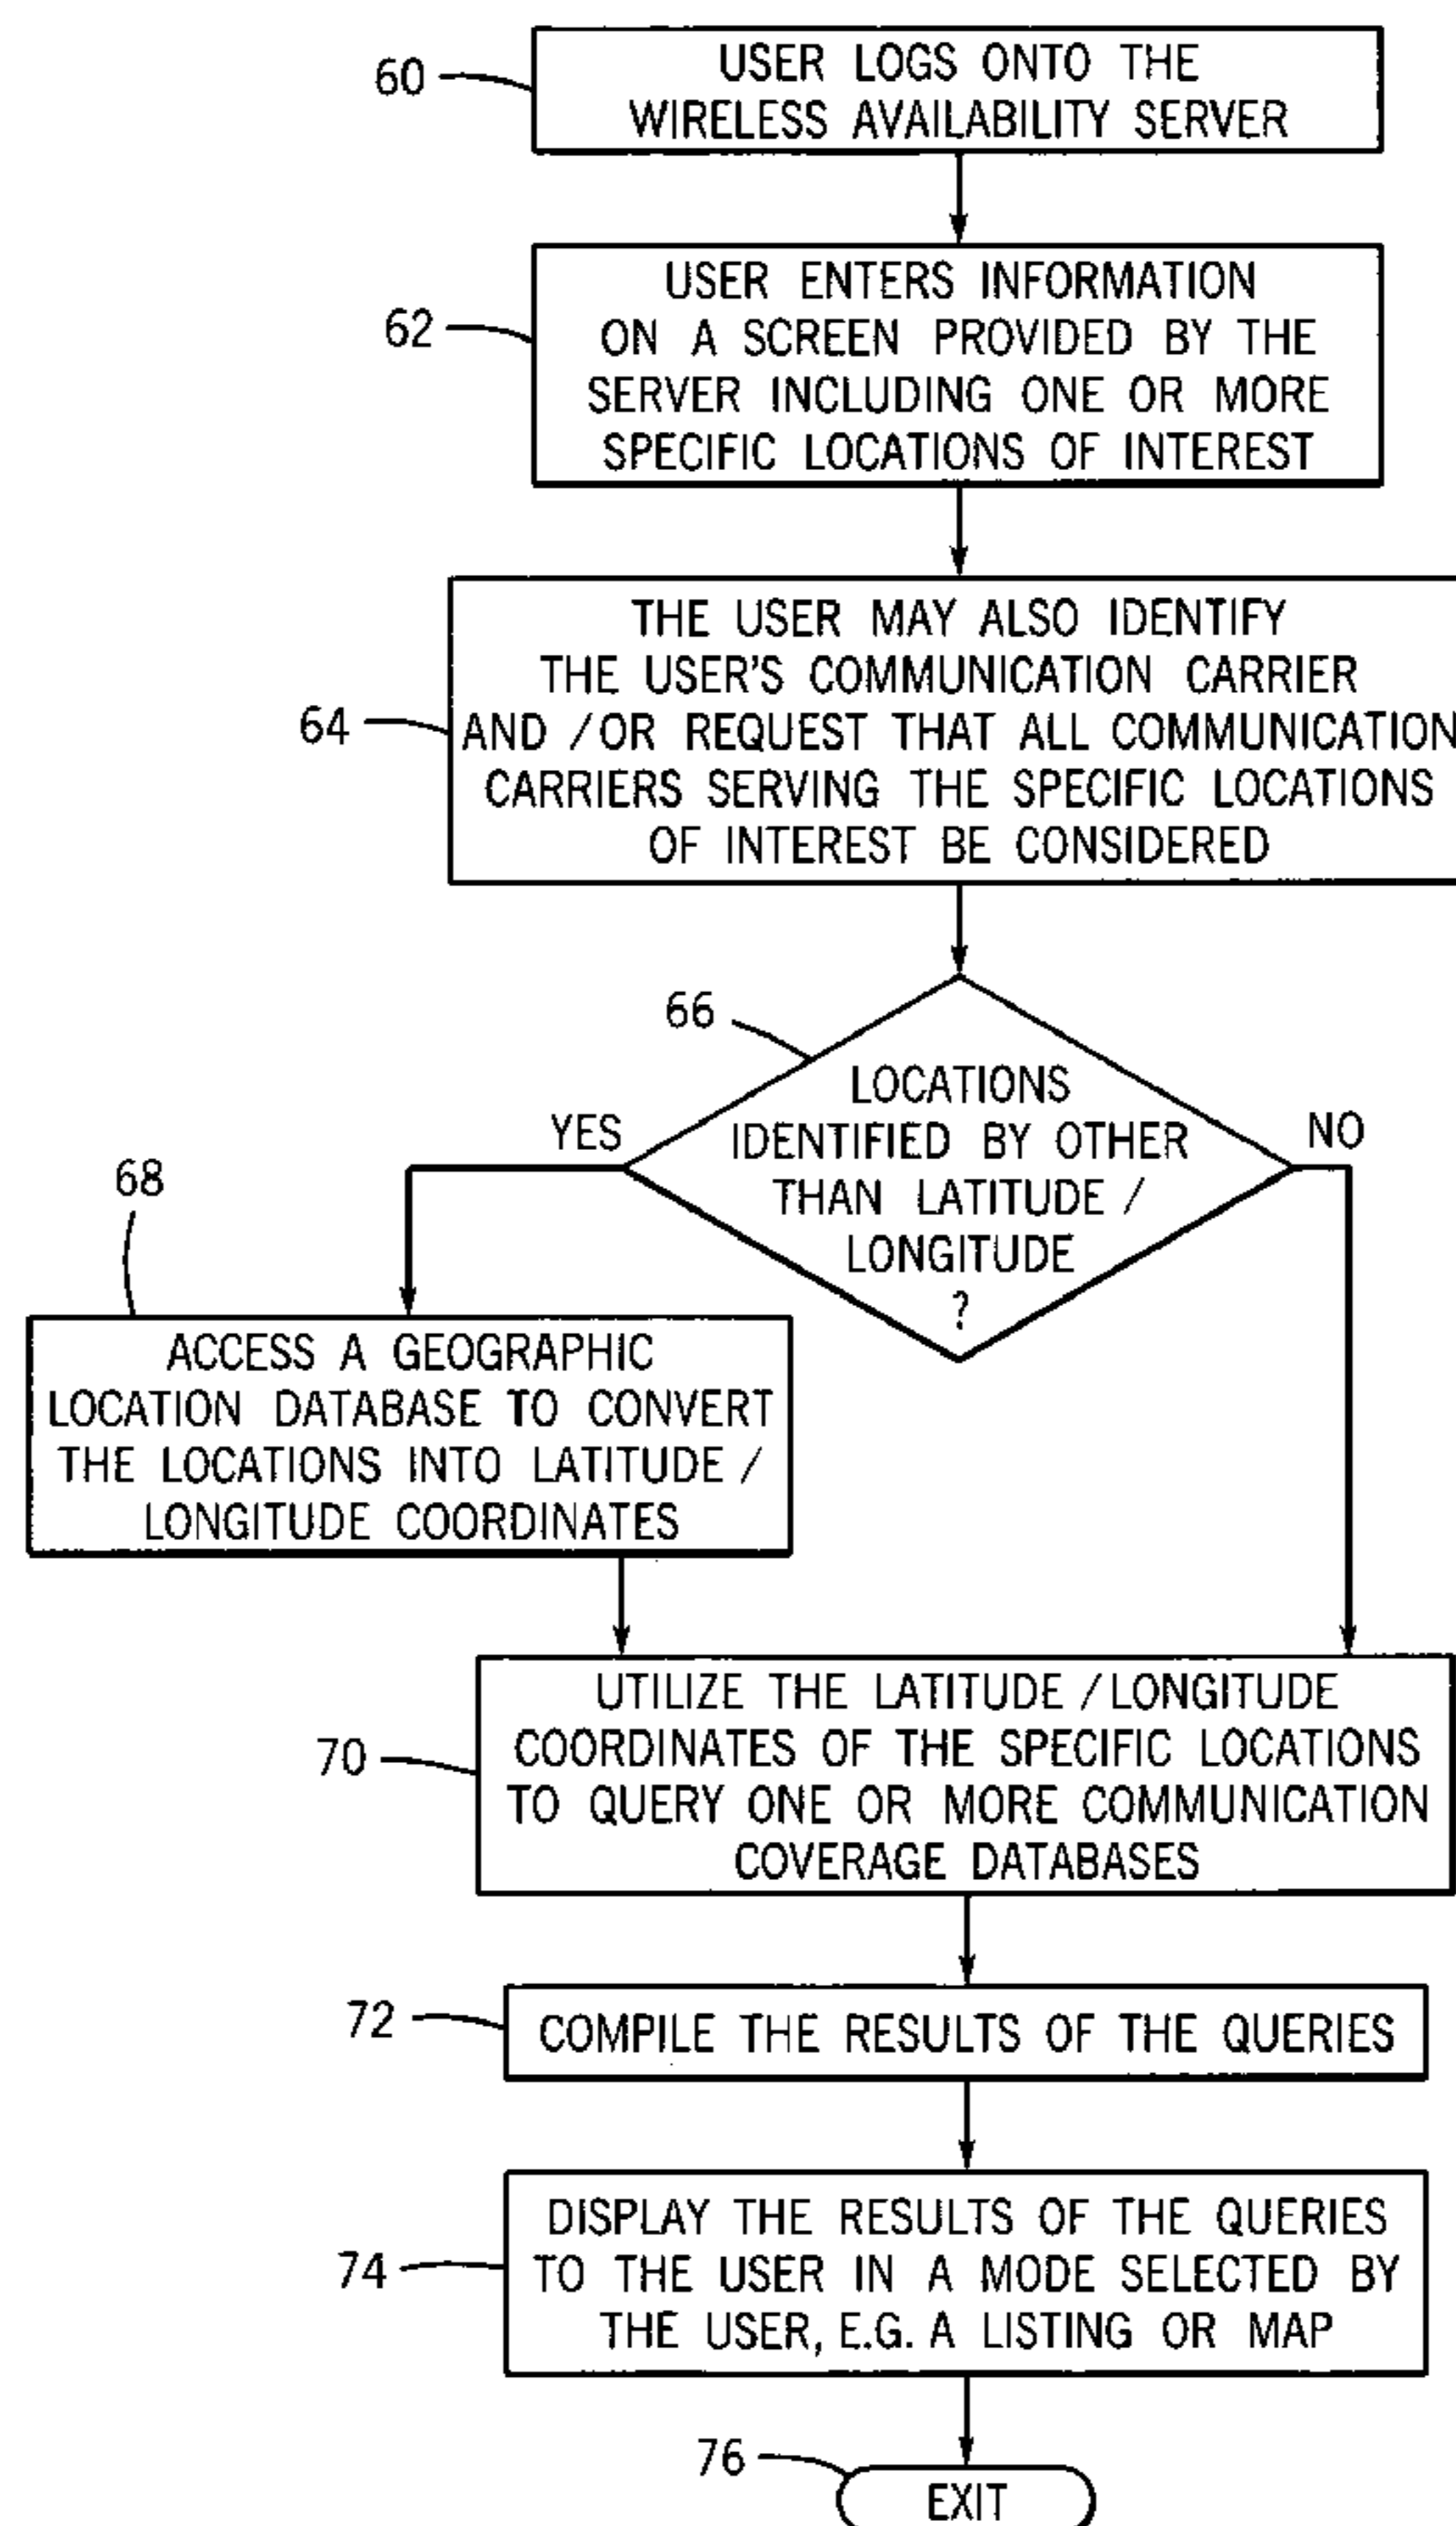 60
USER LOGS ONTO THE
WIRELESS AVAILABILITY SERVER
62
USER ENTERS INFORMATION
ON A SCREEN PROVIDED BY THE
SERVER INCLUDING ONE OR MORE
SPECIFIC LOCATIONS OF INTEREST
64
THE USER MAY ALSO IDENTIFY
THE USER'S COMMUNICATION CARRIER
AND /OR REQUEST THAT ALL COMMUNICATION
CARRIERS SERVING THE SPECIFIC LOCATIONS
OF INTEREST BE CONSIDERED
66
LOCATIONS
IDENTIFIED BY OTHER
THAN LATITUDE /
LONGITUDE
?
YES
NO
68
ACCESS A GEOGRAPHIC
LOCATION DATABASE TO CONVERT
THE LOCATIONS INTO LATITUDE /
LONGITUDE COORDINATES
70
UTILIZE THE LATITUDE /LONGITUDE
COORDINATES OF THE SPECIFIC LOCATIONS
TO QUERY ONE OR MORE COMMUNICATION
COVERAGE DATABASES
72
COMPILE THE RESULTS OF THE QUERIES
74
DISPLAY THE RESULTS OF THE QUERIES
TO THE USER IN A MODE SELECTED BY
THE USER, E.G. A LISTING OR MAP
76
EXIT